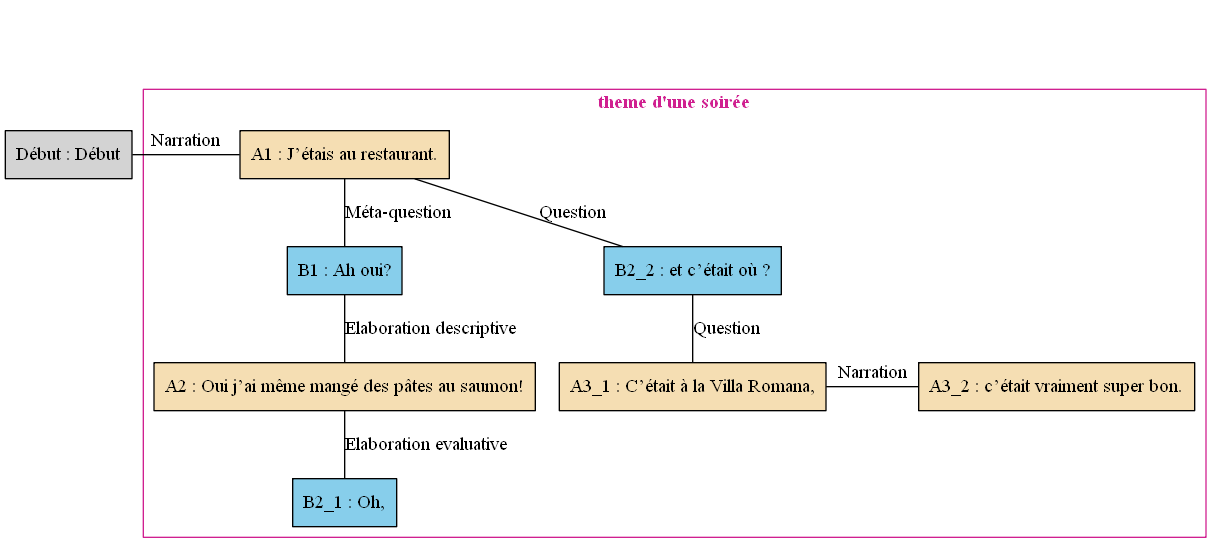 theme d'une soirée
Début : Début
Narration
A1 : J’étais au restaurant.
Méta-question
Question
B1 : Ah oui?
B2_2 : et c’était où ?
Elaboration descriptive
Question
A2 : Oui j’ai même mangé des pâtes au saumon!
A3_1 : C’était à la Villa Romana,
Narration
A3_2 : c’était vraiment super bon.
Elaboration evaluative
B2_1 : Oh,